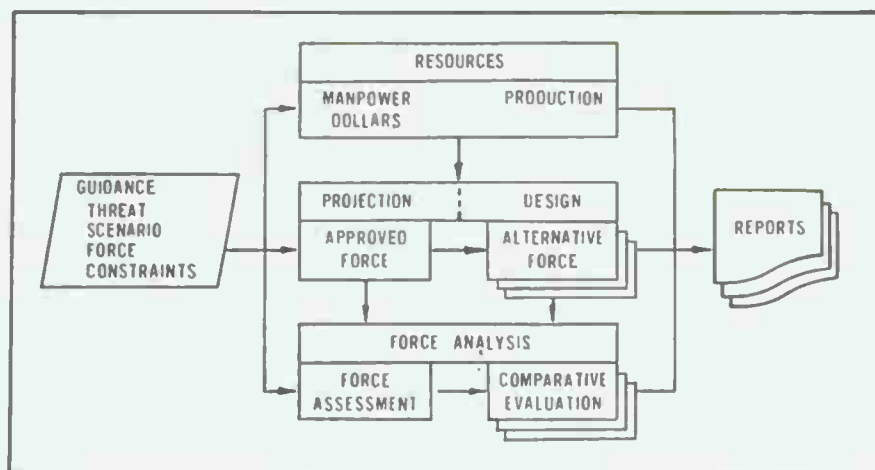 RESOURCES
MANPOWER PRODUCTION
DOLLARS
GUIDANCE
THREAT
SCENARIO
FORCE
CONSTRAINTS
PROJECTION DESIGN
APPROVED
FORCE
ALTERNATIVE
FORCE
REPORTS
FORCE ANALYSIS
FORCE
ASSESSMENT
COMPARATIVE
EVALUATION